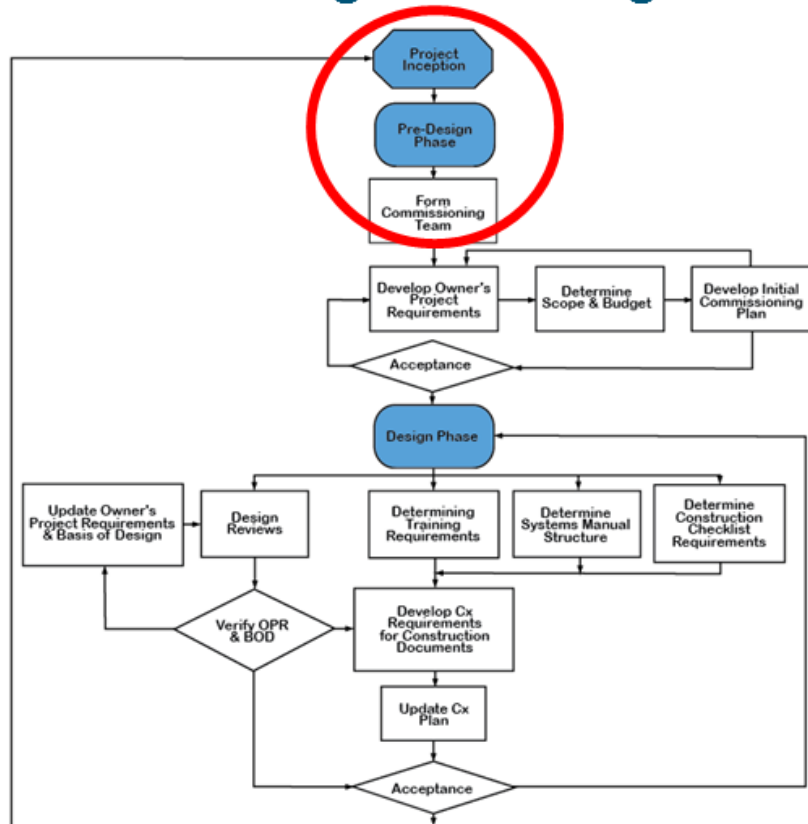 Project
Inception
Pre-Design
Phase
Form
Commissioning
Team
Develop Owner's
Project
Requirements
Determine
Scope & Budget
Develop Initial
Commissioning
Plan
Acceptance
Design Phase
Update Owner's
Project Requirements
& Basis of Design
Design
Reviews
Determining
Training
Requirements
Determine
Systems Manual
Structure
Determine
Construction
Checklist
Requirements
Verify OPR
& BOD
Develop Cx
Requirements
for Construction
Documents
Update Cx
Plan
Acceptance